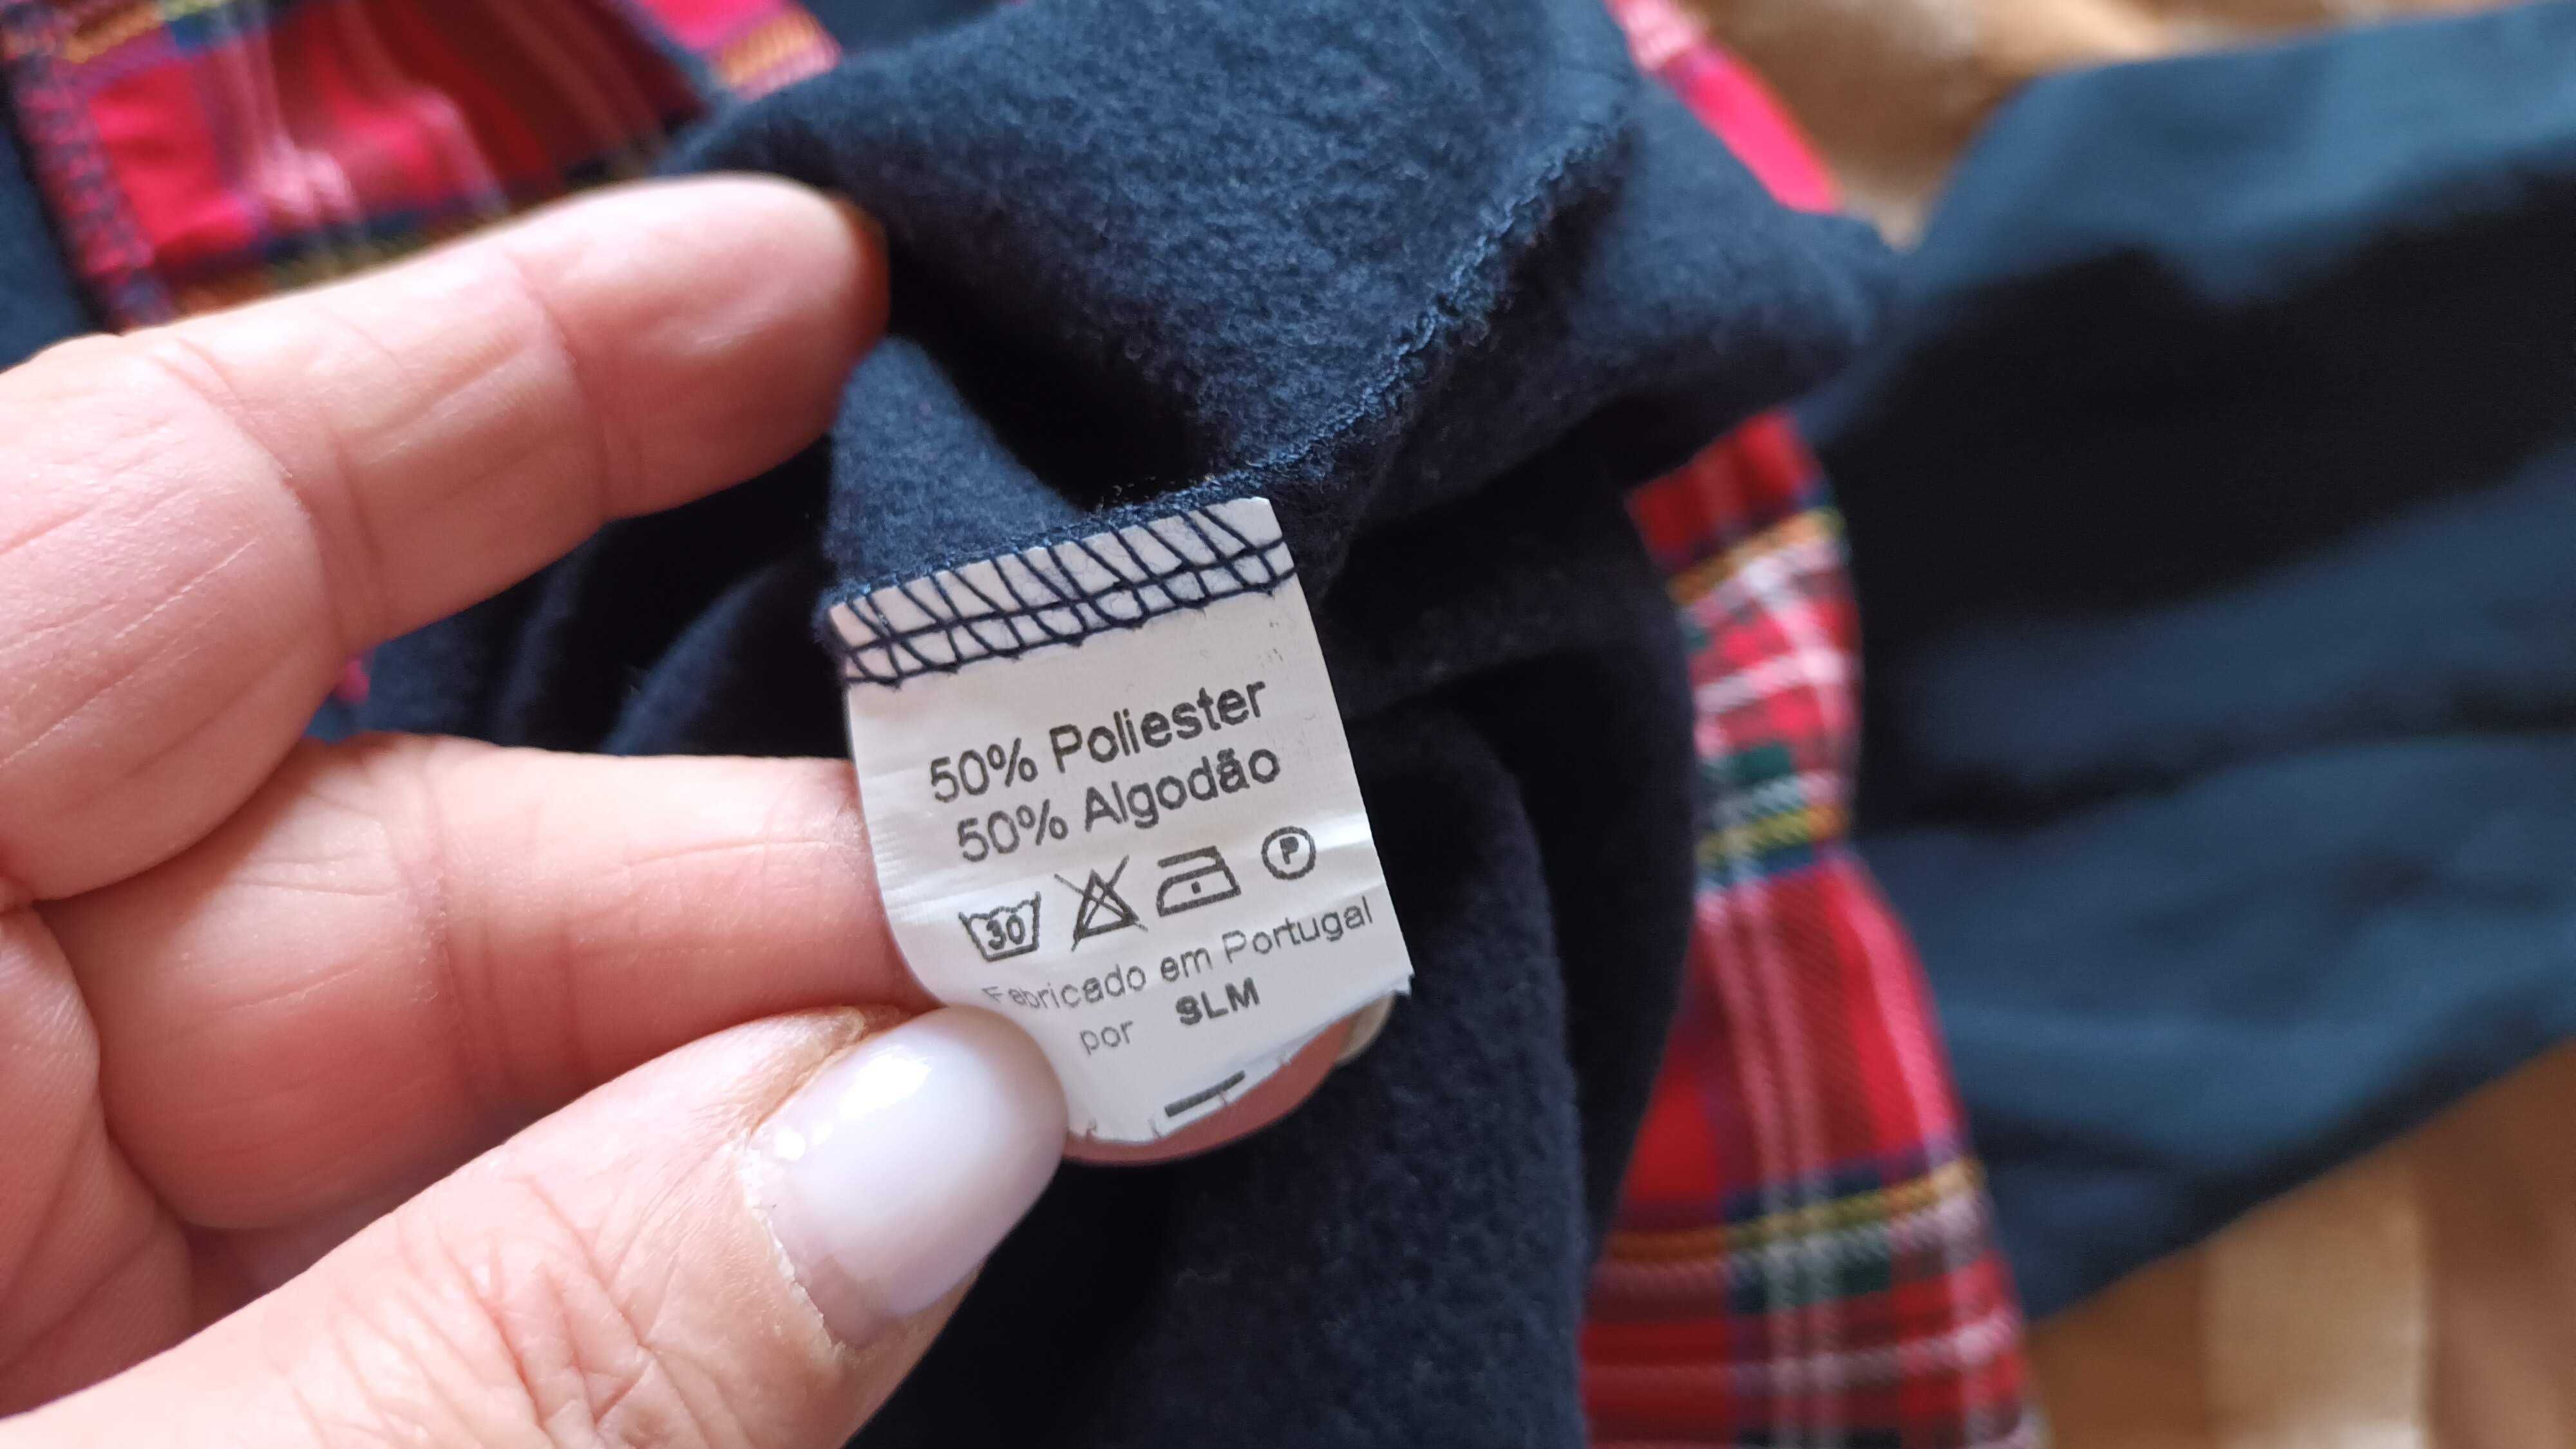 50% Poliester
50% Algodão
30 P
Fabricado em Portugal
por SLM